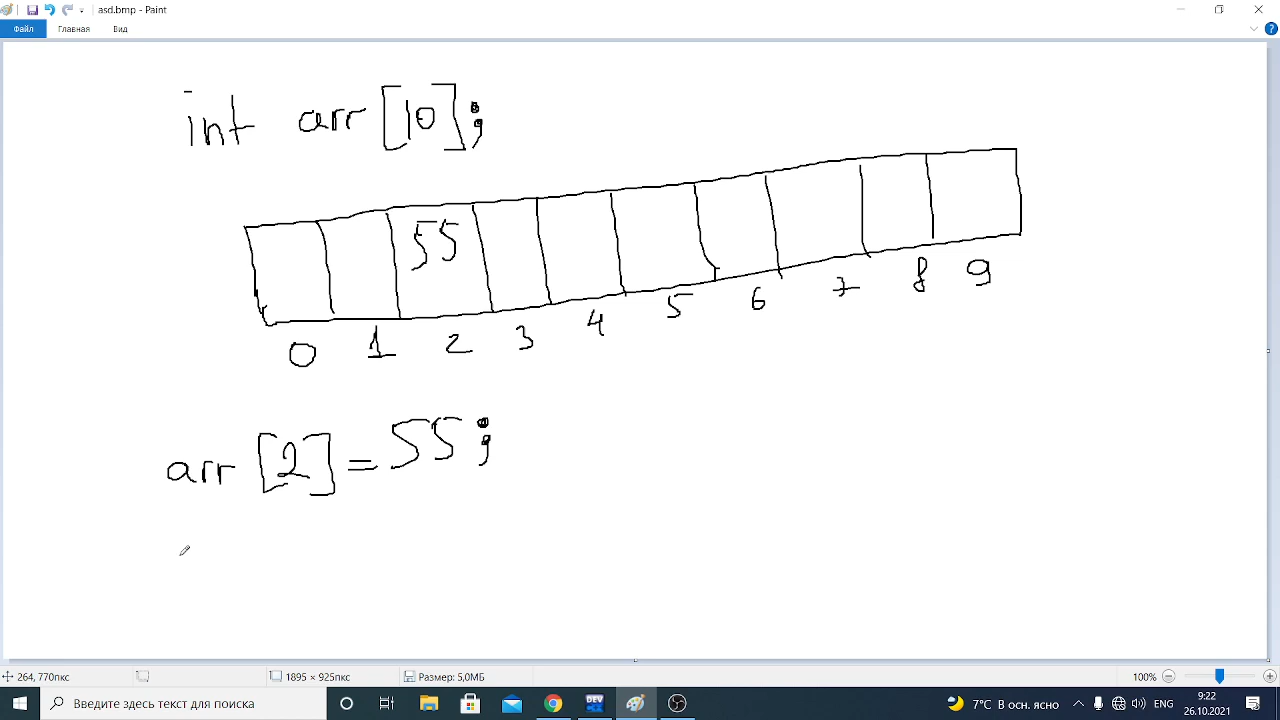 asd.bmp - Paint
Файл Главная Вид
int arr [10];
55
0 1 2 3 4 5 6 7 8 9
arr [2] = 55;
264, 770пкс 1895 × 925пкс Размер: 5,0МБ 100%
Введите здесь текст для поиска
DEV
7°C В осн. ясно
ENG
9:22
26.10.2021